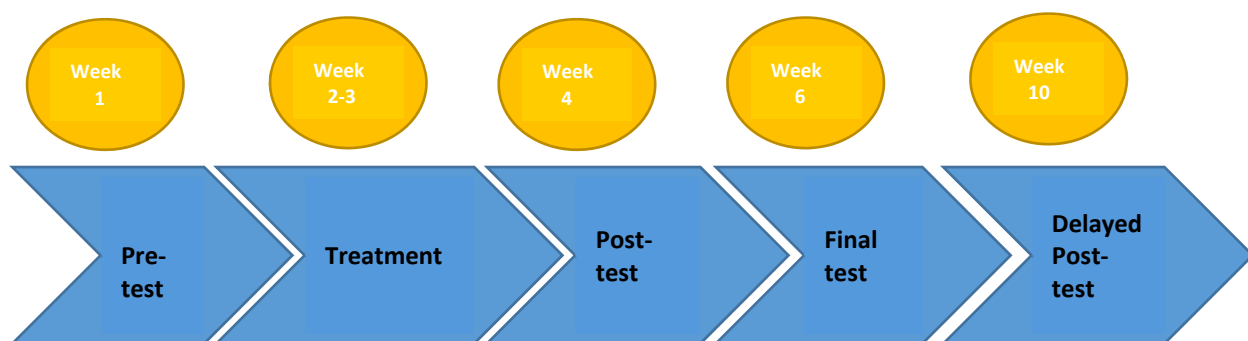 Week
1
Week
2-3
Week
4
Week
6
Week
10
Pre-
test
Treatment
Post-
test
Final
test
Delayed
Post-
test